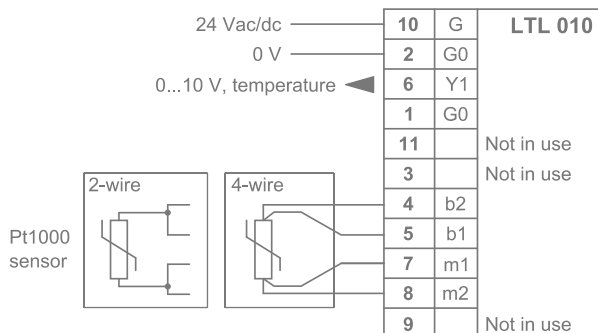 24 Vac/dc 10 G LTL 010
0 V 2 G0
0...10 V, temperature 6 Y1
1 G0
11 Not in use
3 Not in use
2-wire 4-wire
4 b2
Pt1000 5 b1
sensor 7 m1
8 m2
9 Not in use